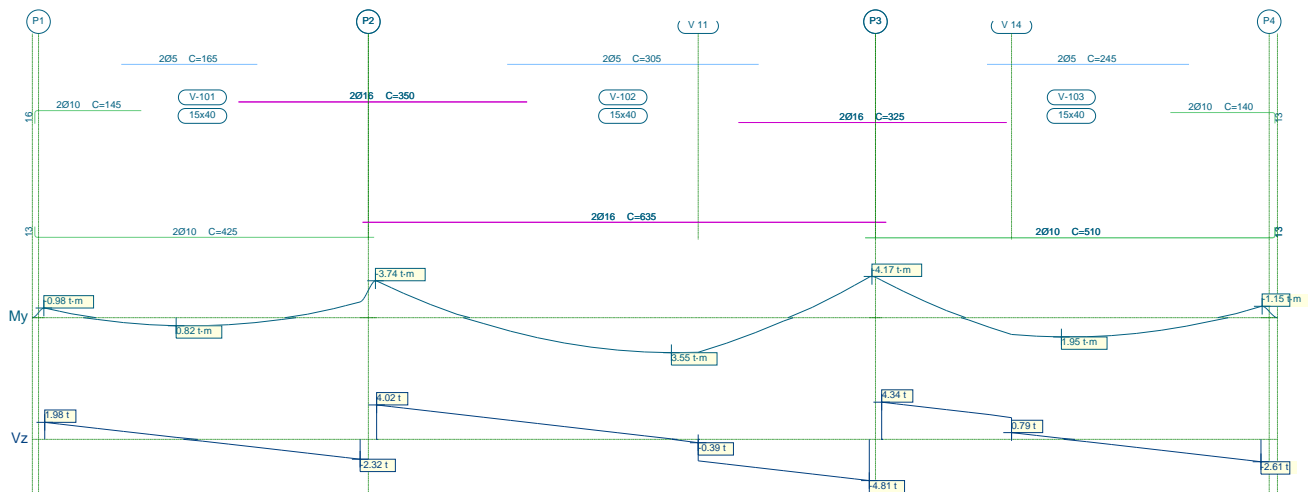 P1
P2
V 11
P3
V 14
P4
2Ø5 C=165
2Ø5 C=305
2Ø5 C=245
V-101
2Ø16 C=350
V-102
V-103
2Ø10 C=145
15x40
15x40
15x40
2Ø10 C=140
16
2Ø16 C=325
13
2Ø16 C=635
13
2Ø10 C=425
2Ø10 C=510
13
-0.98 t·m
-3.74 t·m
-4.17 t·m
-1.15 t·m
My
0.82 t·m
3.55 t·m
1.95 t·m
1.98 t
4.02 t
4.34 t
0.79 t
Vz
-0.39 t
-2.32 t
-4.81 t
-2.61 t